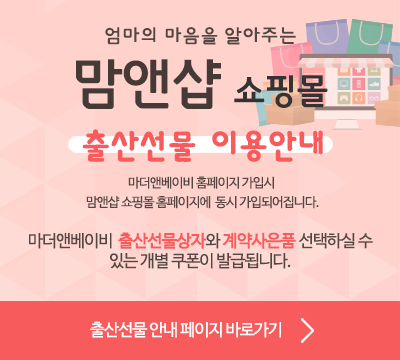 엄마의 마음을 알아주는
맘앤샵 쇼핑몰
출산선물 이용안내
마더앤베이비 홈페이지 가입시
맘앤샵 쇼핑몰 홈페이지에 동시 가입되어집니다.
마더앤베이비 출산선물상자와 계약사은품 선택하실 수
있는 개별 쿠폰이 발급됩니다.
출산선물 안내 페이지 바로가기